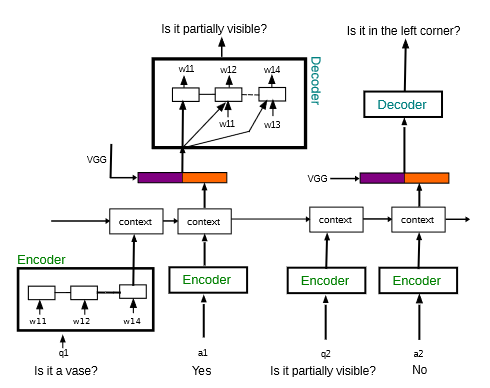 Is it partially visible?
Is it in the left corner?
w11 w12 w14
Decoder
w11 w13
Decoder
VGG
VGG
context context context context
Encoder
Encoder Encoder Encoder
w11 w12 w14
q1 a1 q2 a2
Is it a vase? Yes Is it partially visible? No